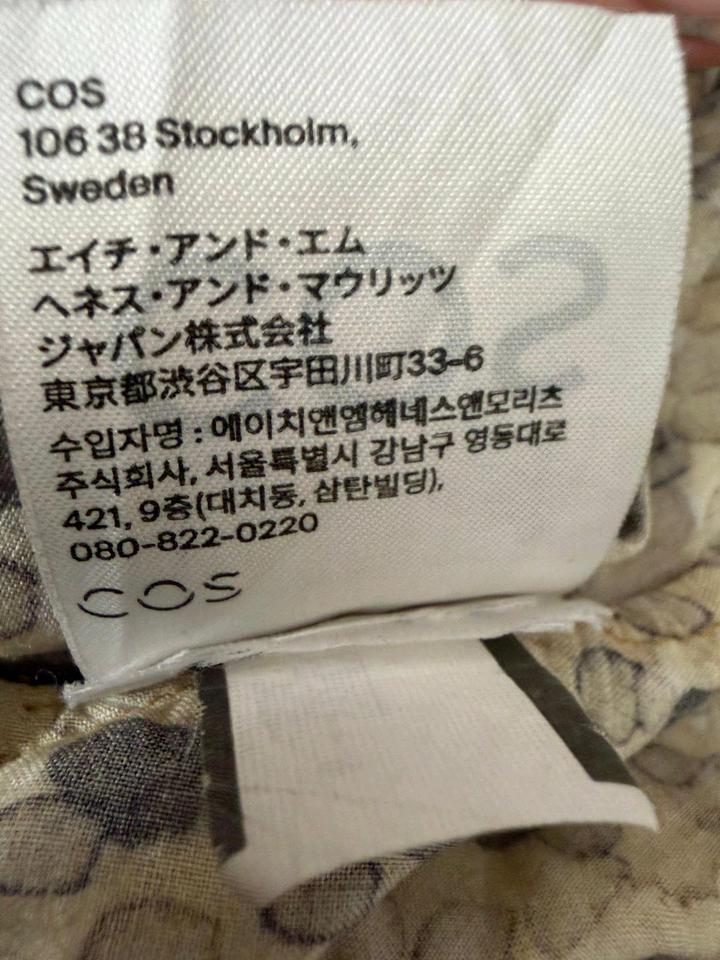 COS
106 38 Stockholm,
Sweden
エイチ・アンド・エム
ヘネス・アンド・マウリッツ
ジャパン株式会社
東京都渋谷区宇田川町33-6
수입자명 : 에이치앤엠헤네스앤모리츠
주식회사, 서울특별시 강남구 영동대로
421, 9층(대치동, 삼탄빌딩),
080-822-0220
COS